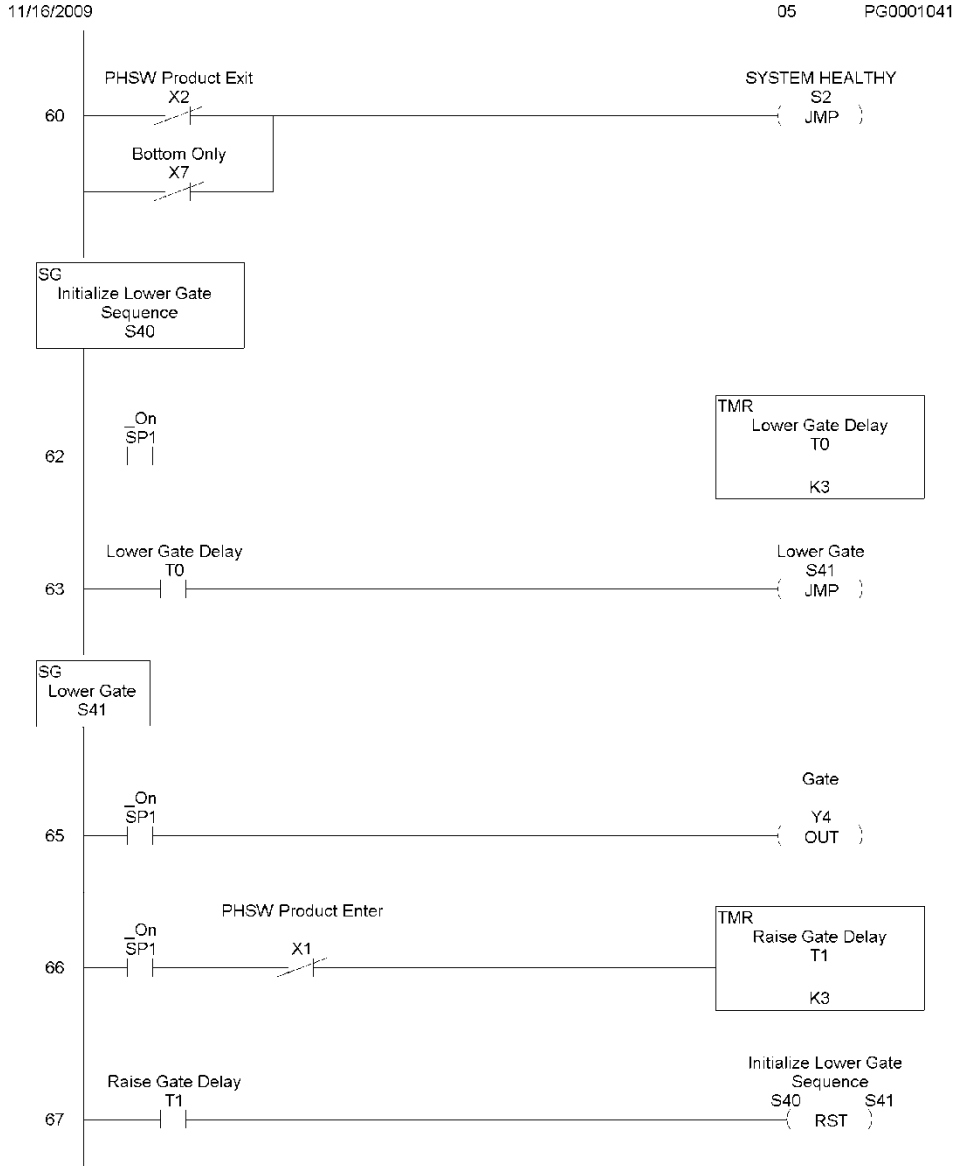 11/16/2009 05 PG0001041
PHSW Product Exit SYSTEM HEALTHY
X2 S2
60 JMP
Bottom Only
X7
SG
Initialize Lower Gate
Sequence
S40
TMR
_On Lower Gate Delay
SP1 T0
62
K3
Lower Gate Delay Lower Gate
T0 S41
63 JMP
SG
Lower Gate
S41
Gate
_On
SP1 Y4
65 OUT
PHSW Product Enter
TMR
_On Raise Gate Delay
SP1 X1 T1
66
K3
Initialize Lower Gate
Raise Gate Delay Sequence
T1 S40 S41
67 RST